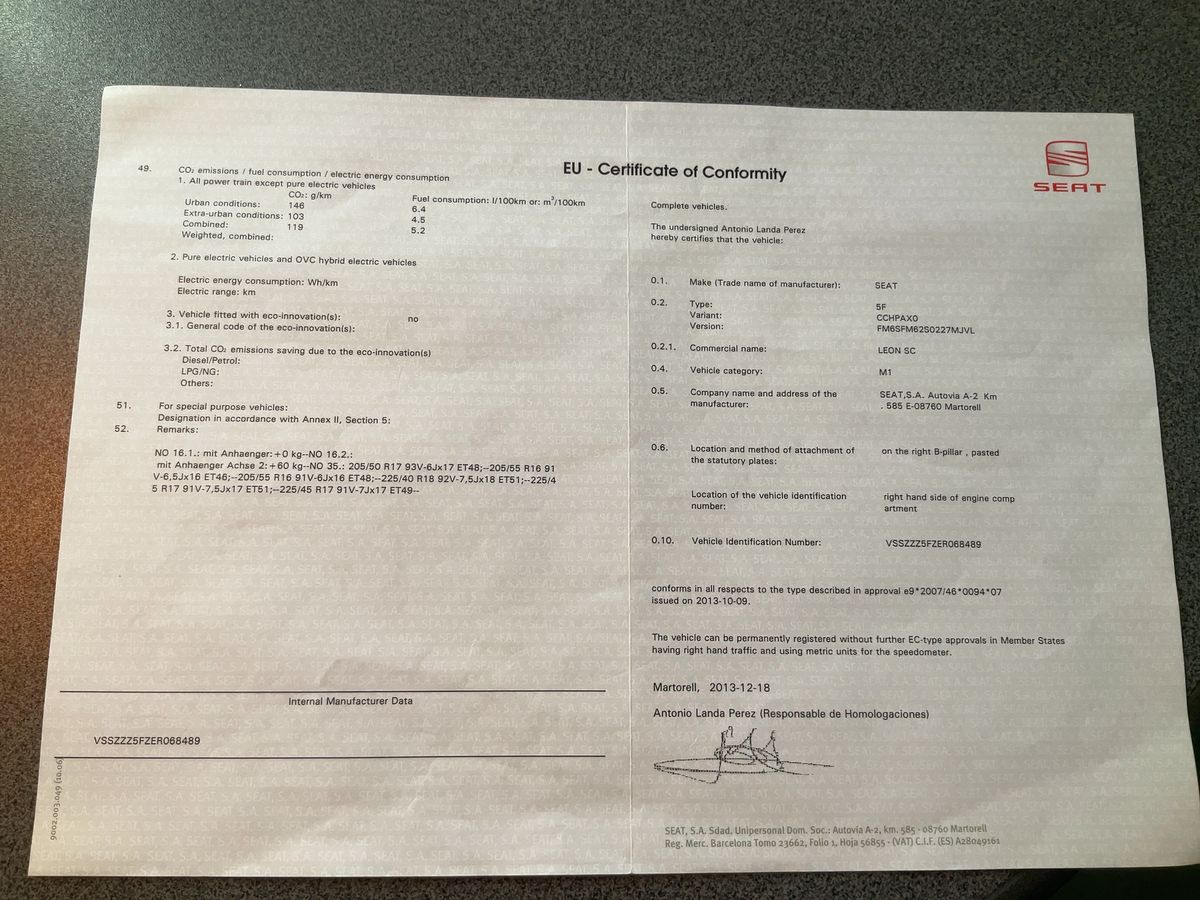 49. CO₂ emissions / fuel consumption / electric energy consumption
1. All power train except pure electric vehicles
CO₂: g/km Fuel consumption: l/100km or: m³/100km
Urban conditions: 146 6.4
Extra-urban conditions: 103 4.5
Combined: 119 5.2
Weighted, combined:
2. Pure electric vehicles and OVC hybrid electric vehicles
Electric energy consumption: Wh/km
Electric range: km
3. Vehicle fitted with eco-innovation(s): no
3.1. General code of the eco-innovation(s):
3.2. Total CO₂ emissions saving due to the eco-innovation(s)
Diesel/Petrol:
LPG/NG:
Others:
51. For special purpose vehicles:
Designation in accordance with Annex II, Section 5:
52. Remarks:
NO 16.1.: mit Anhaenger:+0 kg--NO 16.2.:
mit Anhaenger Achse 2:+60 kg--NO 35.: 205/50 R17 93V-6Jx17 ET48;--205/55 R16 91
V-6,5Jx16 ET46;--205/55 R16 91V-6Jx16 ET48;--225/40 R18 92V-7,5Jx18 ET51;--225/4
5 R17 91V-7,5Jx17 ET51;--225/45 R17 91V-7Jx17 ET49--
Internal Manufacturer Data
VSSZZZ5FZER068489
9002.003.049 (10.06)
EU - Certificate of Conformity
SEAT
Complete vehicles.
The undersigned Antonio Landa Perez
hereby certifies that the vehicle:
0.1. Make (Trade name of manufacturer): SEAT
0.2. Type: 5F
Variant: CCHPAX0
Version: FM6SFM62S0227MJVL
0.2.1. Commercial name: LEON SC
0.4. Vehicle category: M1
0.5. Company name and address of the SEAT,S.A. Autovia A-2 Km
manufacturer: . 585 E-08760 Martorell
0.6. Location and method of attachment of on the right B-pillar , pasted
the statutory plates:
Location of the vehicle identification right hand side of engine comp
number: artment
0.10. Vehicle Identification Number: VSSZZZ5FZER068489
conforms in all respects to the type described in approval e9*2007/46*0094*07
issued on 2013-10-09.
The vehicle can be permanently registered without further EC-type approvals in Member States
having right hand traffic and using metric units for the speedometer.
Martorell, 2013-12-18
Antonio Landa Perez (Responsable de Homologaciones)
SEAT, S.A. Sdad. Unipersonal Dom. Soc.: Autovia A-2, km. 585 - 08760 Martorell
Reg. Merc. Barcelona Tomo 23662, Folio 1, Hoja 56855 - (VAT) C.I.F. (ES) A28049161